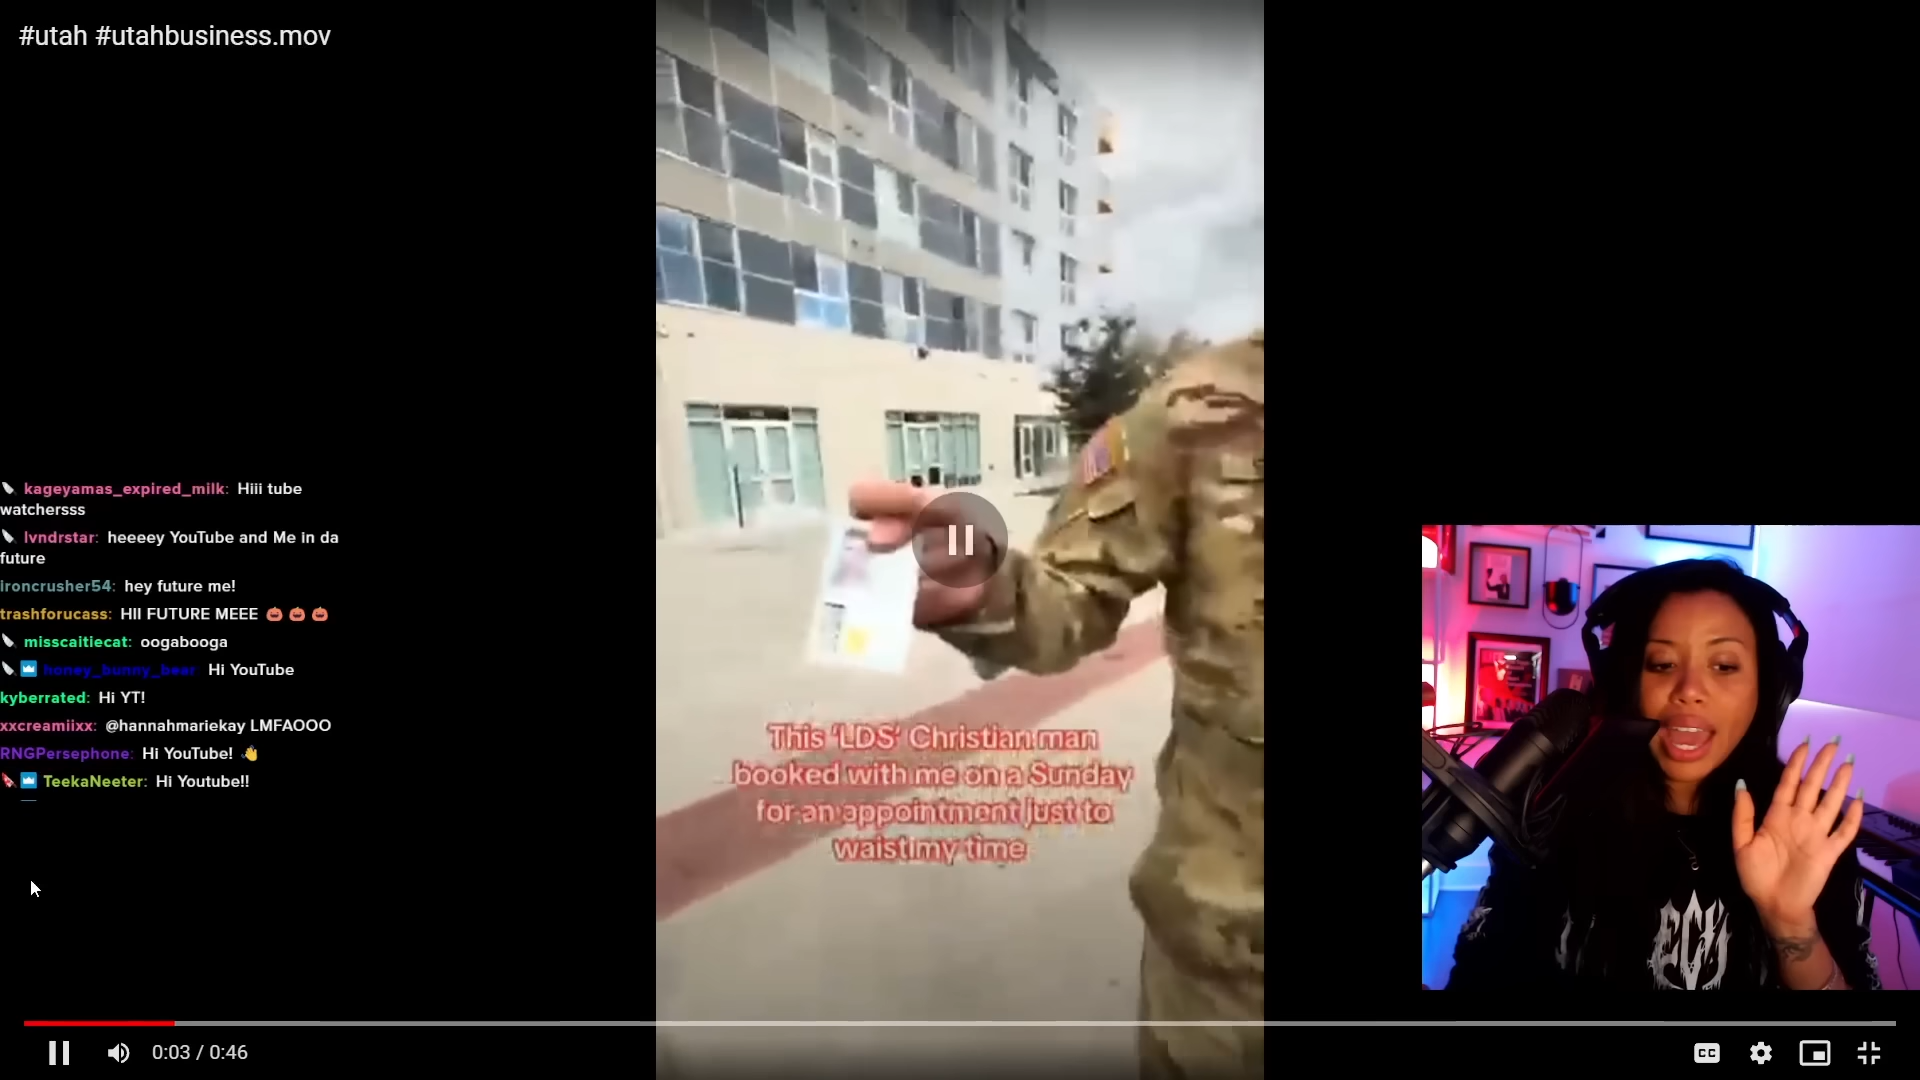 #utah #utahbusiness.mov
kageyamas_expired_milk: Hiii tube
watchersss
lvndrstar: heeeey YouTube and Me in da
future
ironcrusher54: hey future me!
trashforucass: HII FUTURE MEEE 🎃 🎃 🎃
misscaitiecat: oogabooga
honey_bunny_bear Hi YouTube
kyberrated: Hi YT!
xxcreamiixx: @hannahmariekay LMFAOOO
RNGPersephone: Hi YouTube! 👋
TeekaNeeter: Hi Youtube!!
This 'LDS' Christian man
booked with me on a Sunday
for an appointment just to
waistimy time
0:03 / 0:46
CC